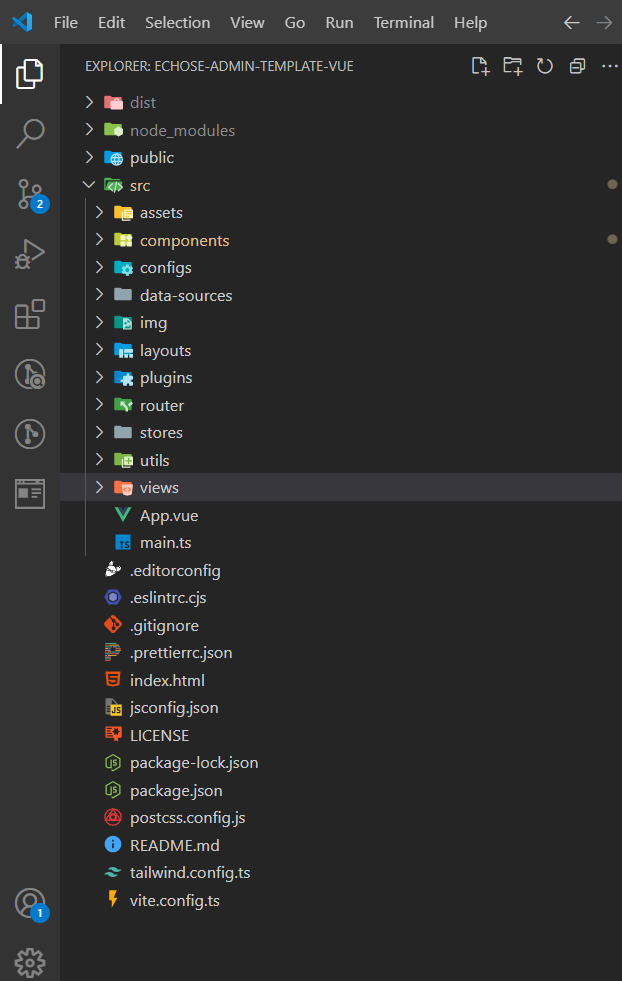 File Edit Selection View Go Run Terminal Help
EXPLORER: ECHOSE-ADMIN-TEMPLATE-VUE
dist
node_modules
public
src
assets
2
components
configs
data-sources
img
layouts
plugins
router
stores
utils
views
App.vue
TS main.ts
.editorconfig
.eslintrc.cjs
.gitignore
.prettierrc.json
index.html
JS jsconfig.json
LICENSE
package-lock.json
package.json
postcss.config.js
README.md
tailwind.config.ts
vite.config.ts
1